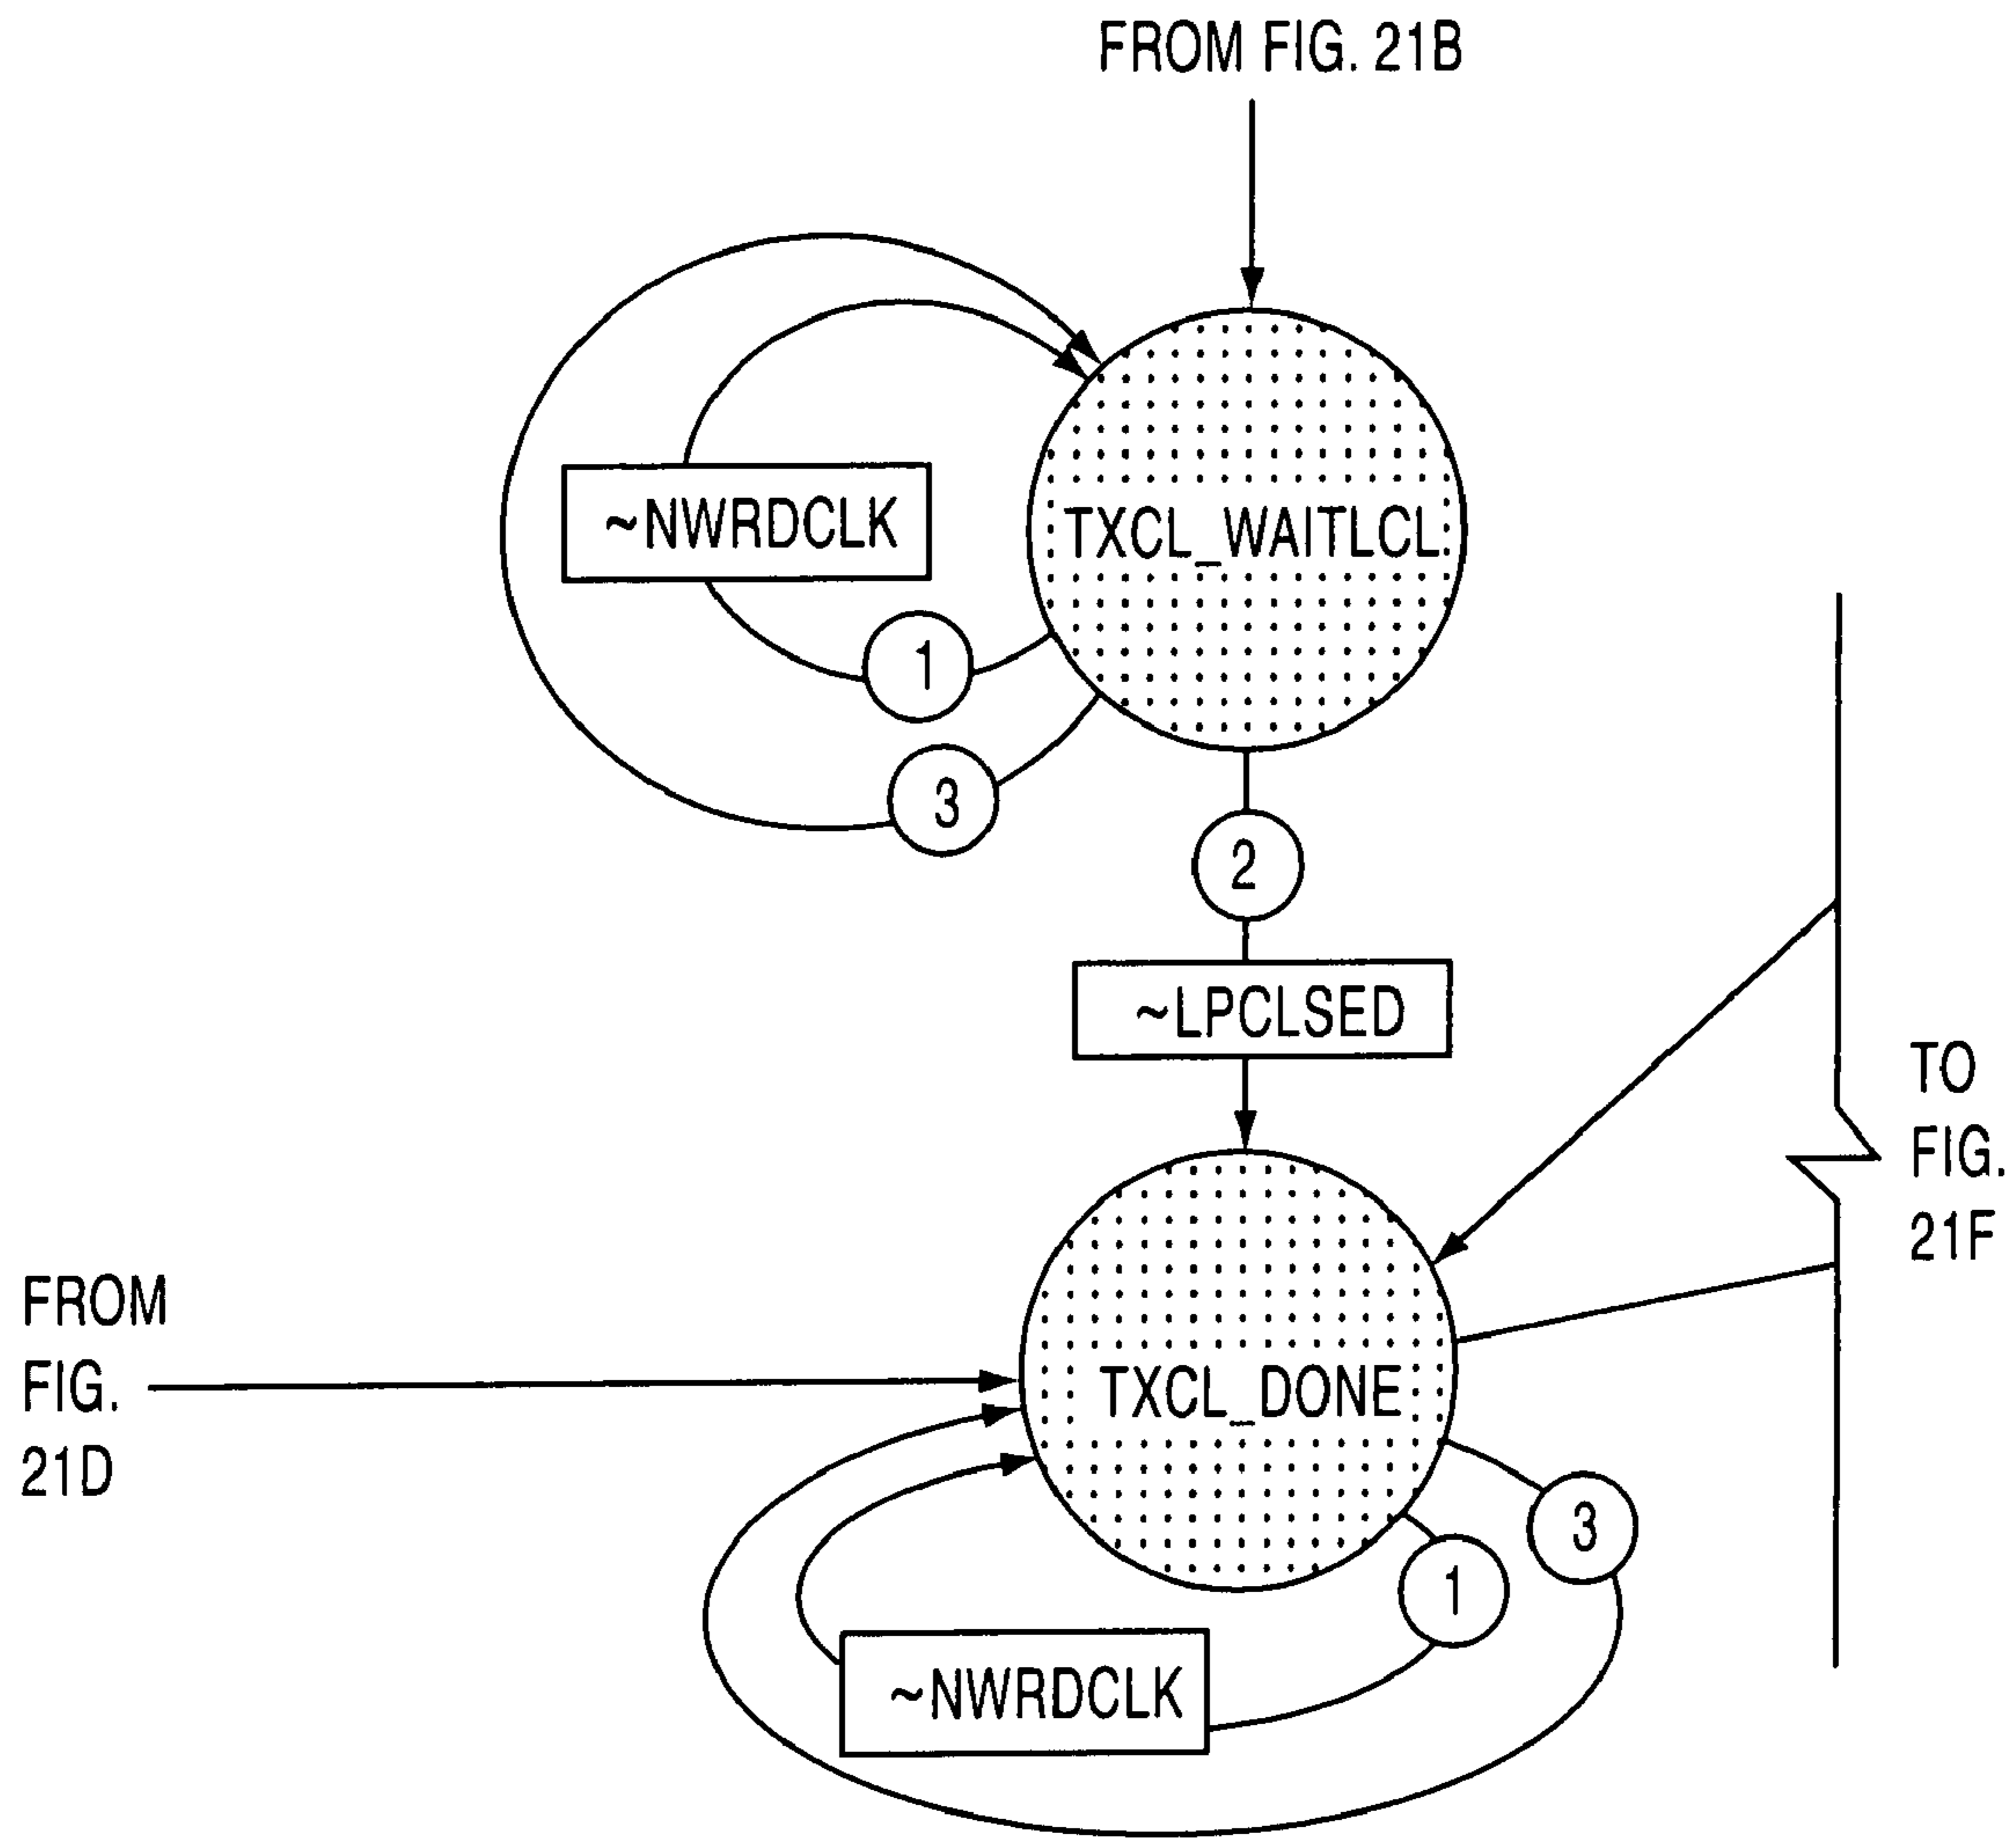 FROM FIG. 21B
~NWRDCLK
TXCL_WAITLCL
1
3
2
~LPCLSED
TO
FIG.
21F
FROM
FIG.
21D
TXCL_DONE
3
1
~NWRDCLK